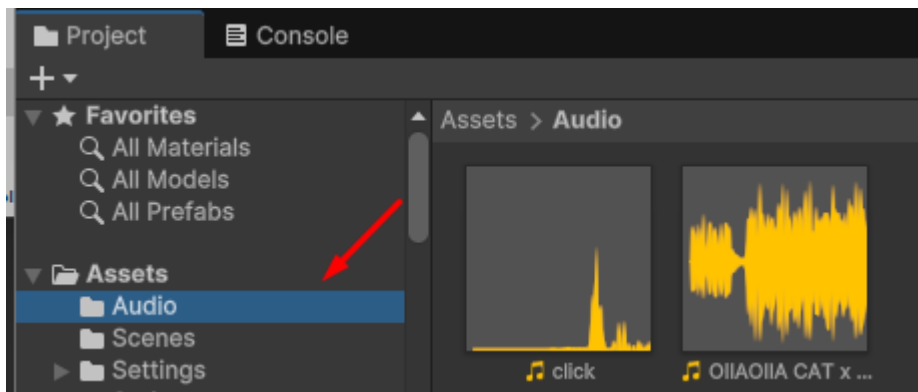 Project Console
Favorites
All Materials
All Models
All Prefabs
Assets
Audio
Scenes
Settings
Assets > Audio
click
OIIAOIIA CAT x ...